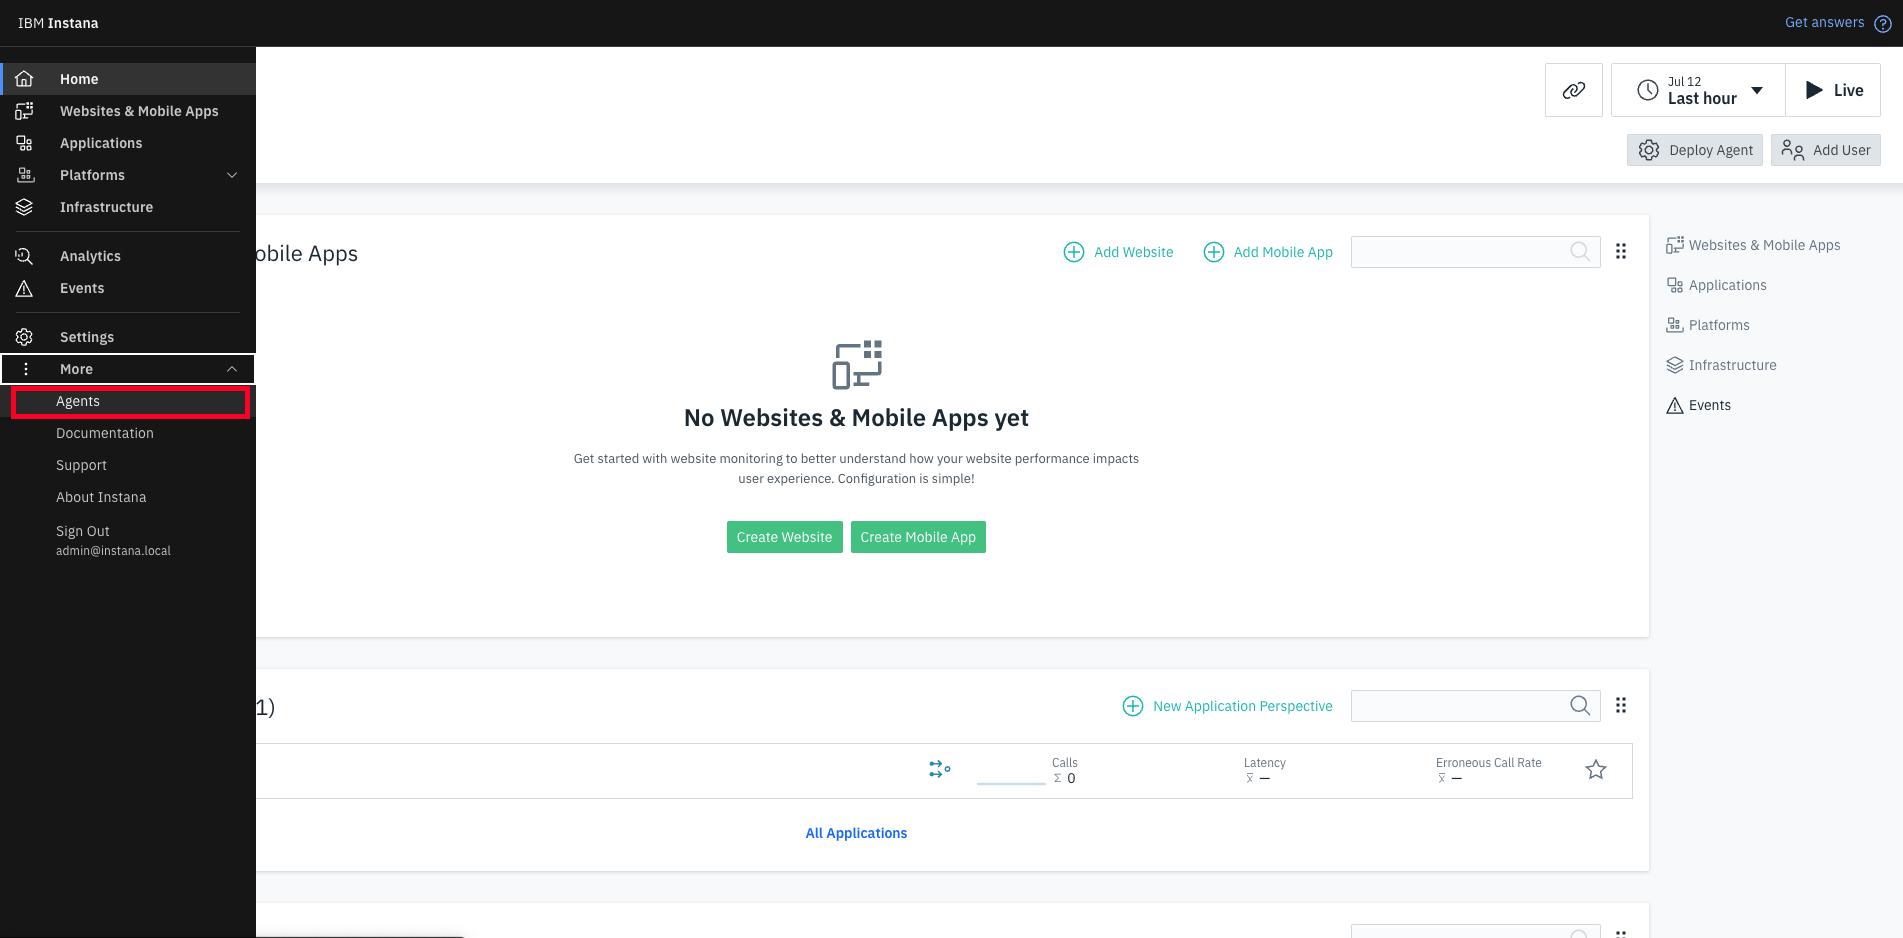 IBM Instana
Get answers
Home
Websites & Mobile Apps
Applications
Platforms
Infrastructure
Analytics
Events
Settings
More
Agents
Documentation
Support
About Instana
Sign Out
admin@instana.local
Jul 12
Last hour
Live
Deploy Agent
Add User
obile Apps
Add Website
Add Mobile App
No Websites & Mobile Apps yet
Get started with website monitoring to better understand how your website performance impacts
user experience. Configuration is simple!
Create Website
Create Mobile App
Websites & Mobile Apps
Applications
Platforms
Infrastructure
Events
1)
New Application Perspective
Calls
Σ 0
Latency
x̅ —
Erroneous Call Rate
x̅ —
All Applications